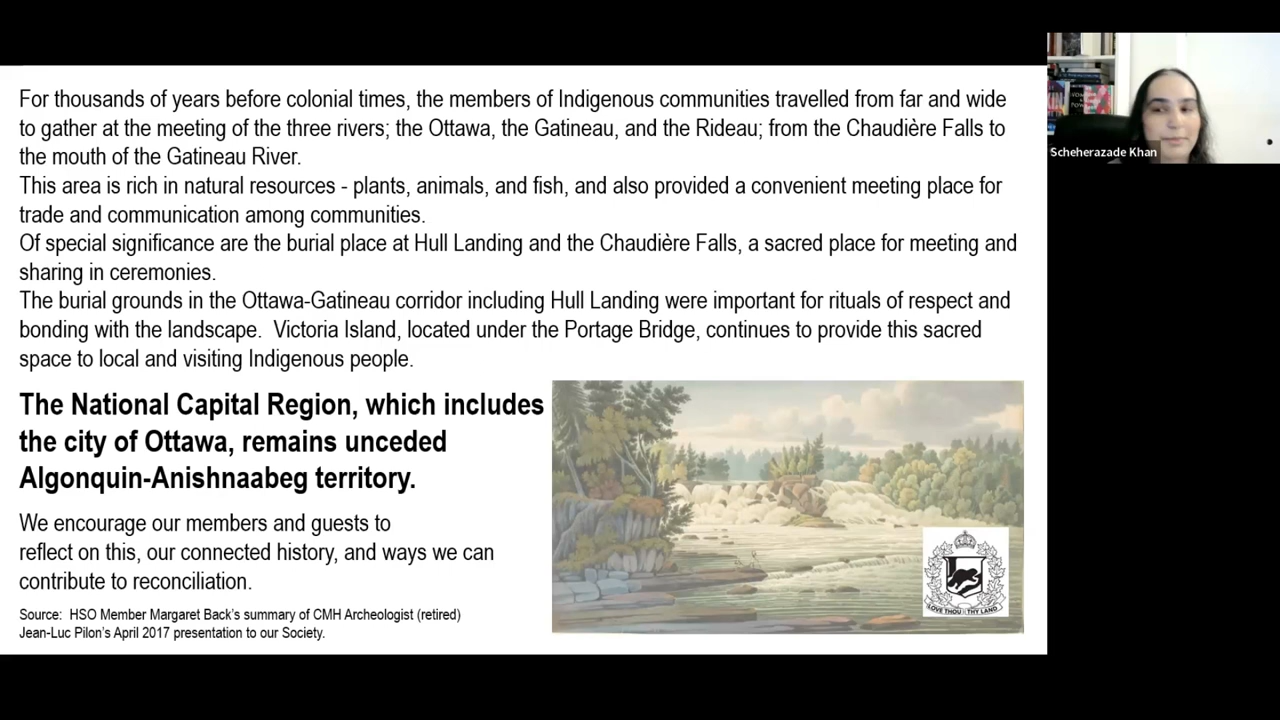 For thousands of years before colonial times, the members of Indigenous communities travelled from far and wide
to gather at the meeting of the three rivers; the Ottawa, the Gatineau, and the Rideau; from the Chaudière Falls to
the mouth of the Gatineau River.
This area is rich in natural resources - plants, animals, and fish, and also provided a convenient meeting place for
trade and communication among communities.
Of special significance are the burial place at Hull Landing and the Chaudière Falls, a sacred place for meeting and
sharing in ceremonies.
The burial grounds in the Ottawa-Gatineau corridor including Hull Landing were important for rituals of respect and
bonding with the landscape.  Victoria Island, located under the Portage Bridge, continues to provide this sacred
space to local and visiting Indigenous people.
The National Capital Region, which includes
the city of Ottawa, remains unceded
Algonquin-Anishnaabeg territory.
We encourage our members and guests to
reflect on this, our connected history, and ways we can
contribute to reconciliation.
Source:  HSO Member Margaret Back's summary of CMH Archeologist (retired)
Jean-Luc Pilon's April 2017 presentation to our Society.
LOVE THOU THY LAND
Scheherazade Khan